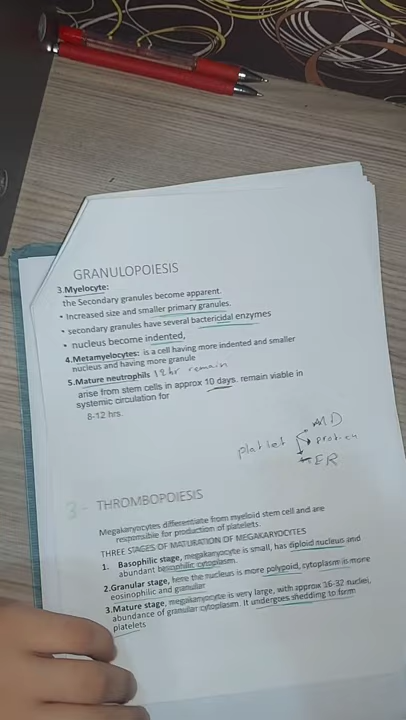 GRANULOPOIESIS
3.Myelocyte:
the Secondary granules become apparent.
• Increased size and smaller primary granules.
• secondary granules have several bactericidal enzymes
• nucleus become indented,
4.Metamyelocytes: is a cell having more indented and smaller
nucleus and having more granule
5.Mature neutrophils 12hr remain
arise from stem cells in approx 10 days. remain viable in
systemic circulation for
8-12 hrs.
MD
platlet
ER
3- THROMBOPOIESIS
Megakaryocytes differentiate from myeloid stem cell and are
responsible for production of platelets.
THREE STAGES OF MATURATION OF MEGAKARYOCYTES
1. Basophilic stage, megakaryocyte is small, has diploid nucleus and
abundant basophilic cytoplasm.
2.Granular stage, here the nucleus is more polypoid, cytoplasm is more
eosinophilic and granular
3.Mature stage, megakaryocyte is very large, with approx 16-32 nuclei,
abundance of granular cytoplasm. It undergoes shedding to form
platelets